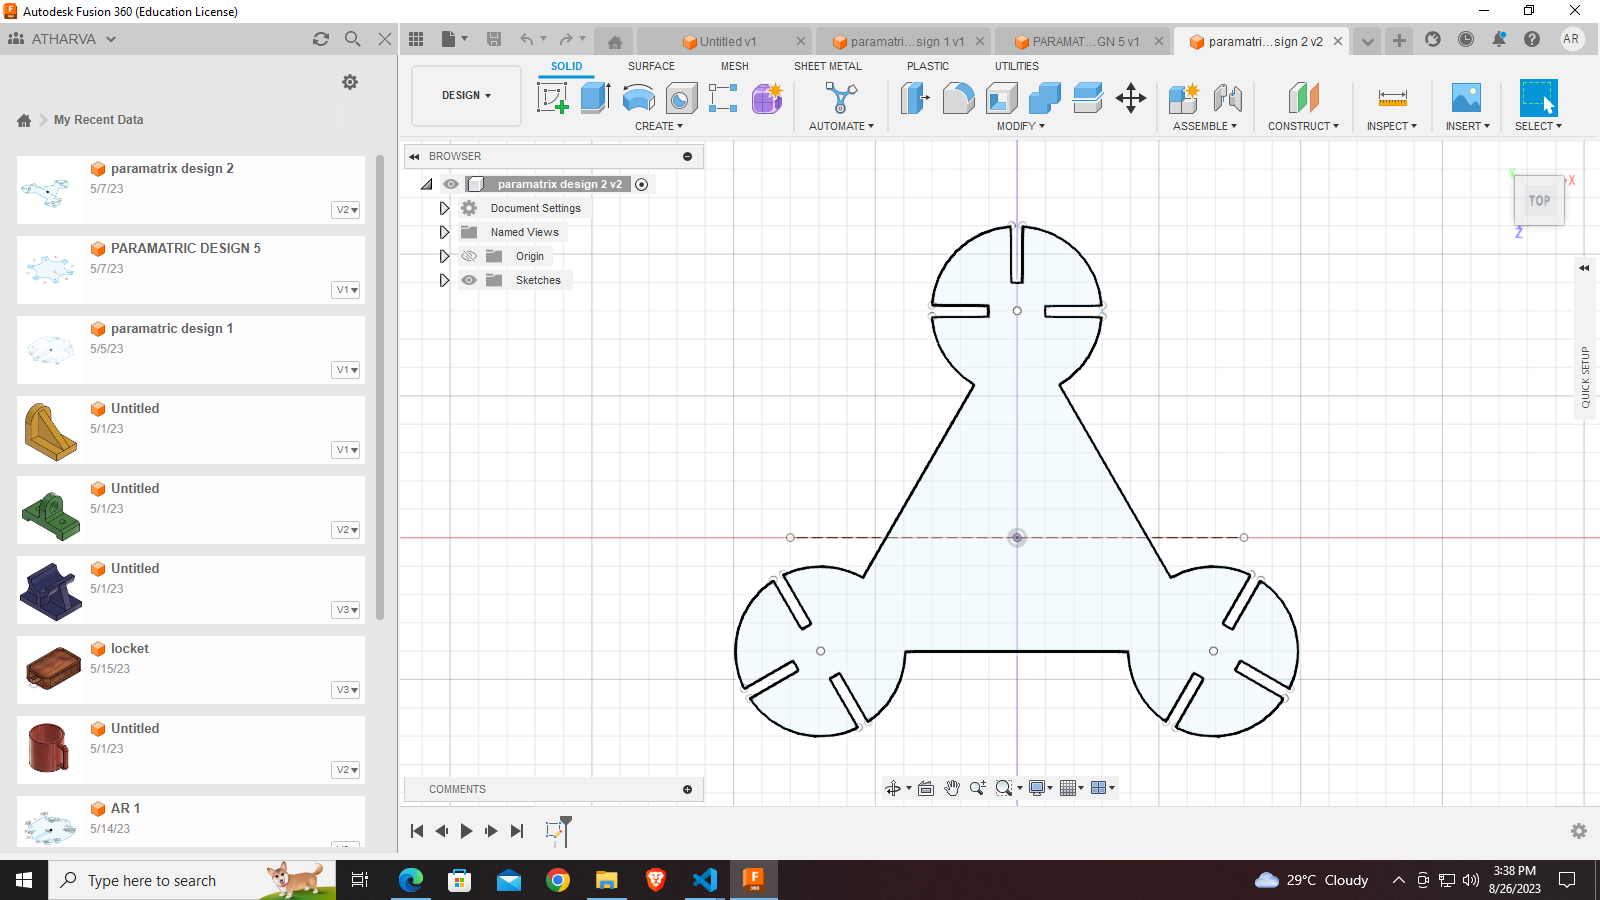 Autodesk Fusion 360 (Education License)
ATHARVA
Untitled v1
paramatri...sign 1 v1
PARAMAT...GN 5 v1
paramatri...sign 2 v2
AR
SOLID
SURFACE
MESH
SHEET METAL
PLASTIC
UTILITIES
DESIGN
CREATE
AUTOMATE
MODIFY
ASSEMBLE
CONSTRUCT
INSPECT
INSERT
SELECT
My Recent Data
paramatrix design 2
5/7/23
V2
PARAMATRIC DESIGN 5
5/7/23
V1
paramatric design 1
5/5/23
V1
Untitled
5/1/23
V1
Untitled
5/1/23
V2
Untitled
5/1/23
V3
locket
5/15/23
V3
Untitled
5/1/23
V2
AR 1
5/14/23
BROWSER
paramatrix design 2 v2
Document Settings
Named Views
Origin
Sketches
Y
X
TOP
Z
QUICK SETUP
COMMENTS
Type here to search
F
360
29°C Cloudy
3:38 PM
8/26/2023